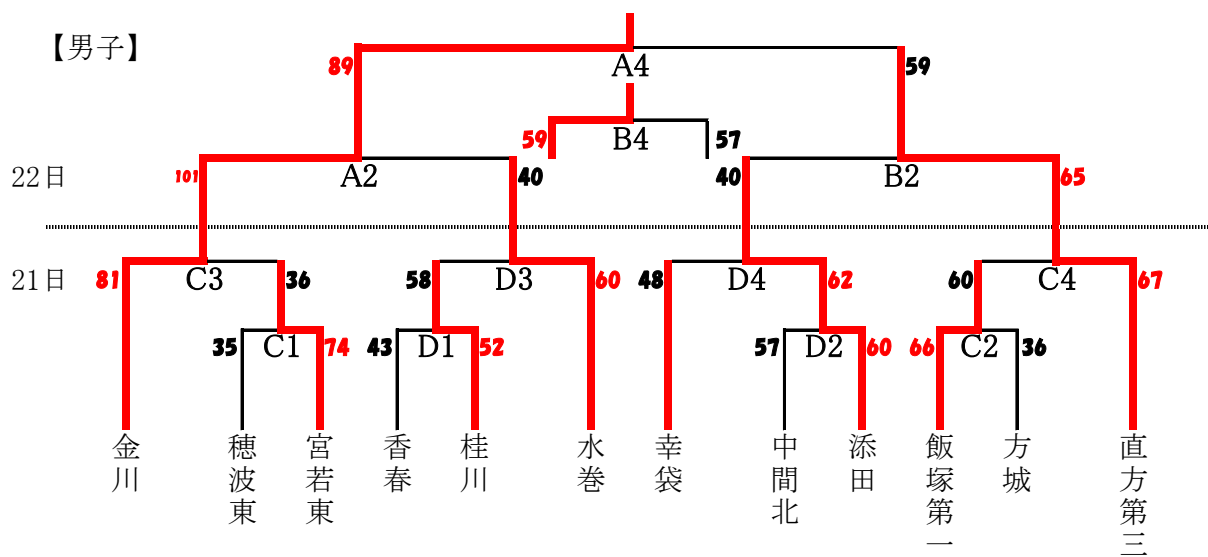 【男子】
A4
89
59
B4
59
57
22日
A2
B2
101
40
40
65
21日
81
C3
36
58
D3
60
48
D4
62
60
C4
67
35
C1
74
43
D1
52
57
D2
60
66
C2
36
金川
穂波東
宮若東
香春
桂川
水巻
幸袋
中間北
添田
飯塚第一
方城
直方第三